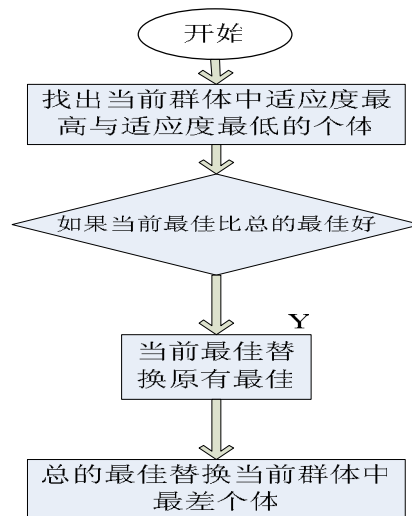 开始
找出当前群体中适应度最
高与适应度最低的个体
如果当前最佳比总的最佳好
Y
当前最佳替
换原有最佳
总的最佳替换当前群体中
最差个体